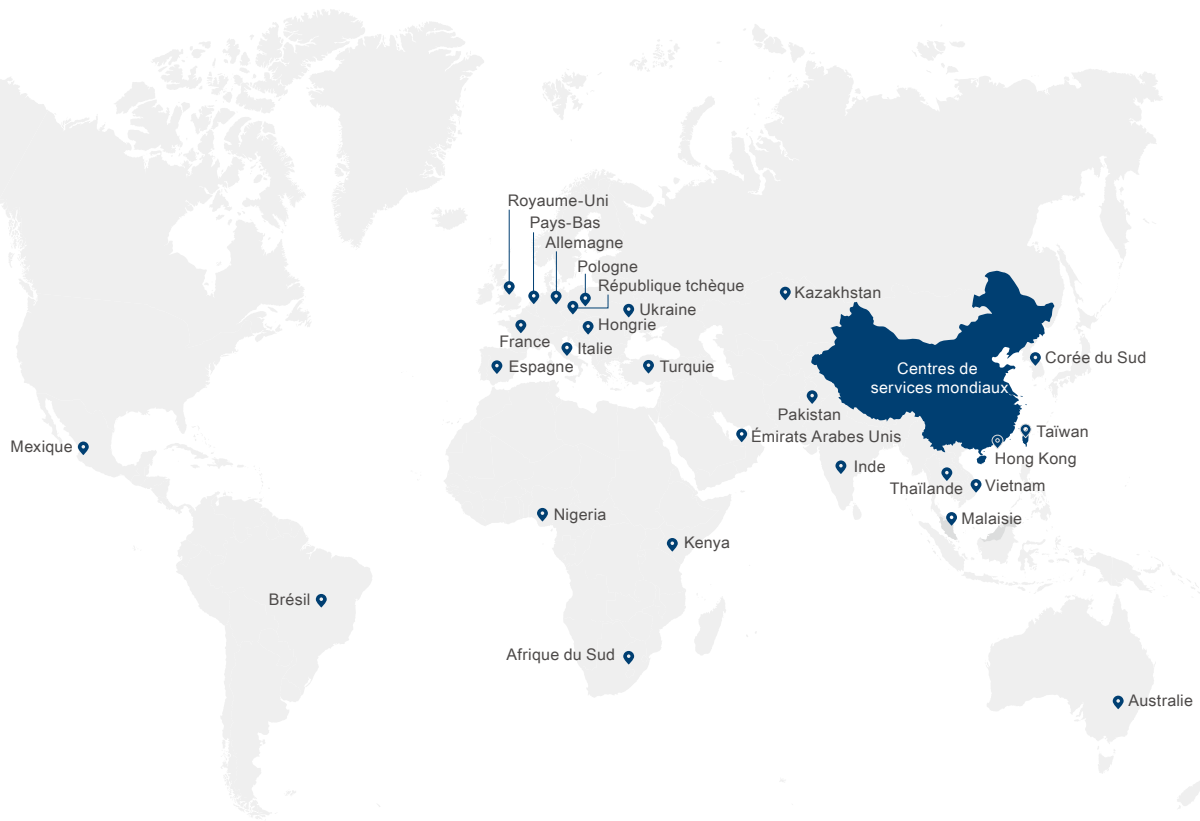 Royaume-Uni
Pays-Bas
Allemagne
Pologne
République tchèque
Kazakhstan
Ukraine
Hongrie
France
Italie
Corée du Sud
Espagne
Turquie
Centres de
services mondiaux
Pakistan
Émirats Arabes Unis
Taïwan
Mexique
Hong Kong
Inde
Thaïlande
Vietnam
Nigeria
Malaisie
Kenya
Brésil
Afrique du Sud
Australie